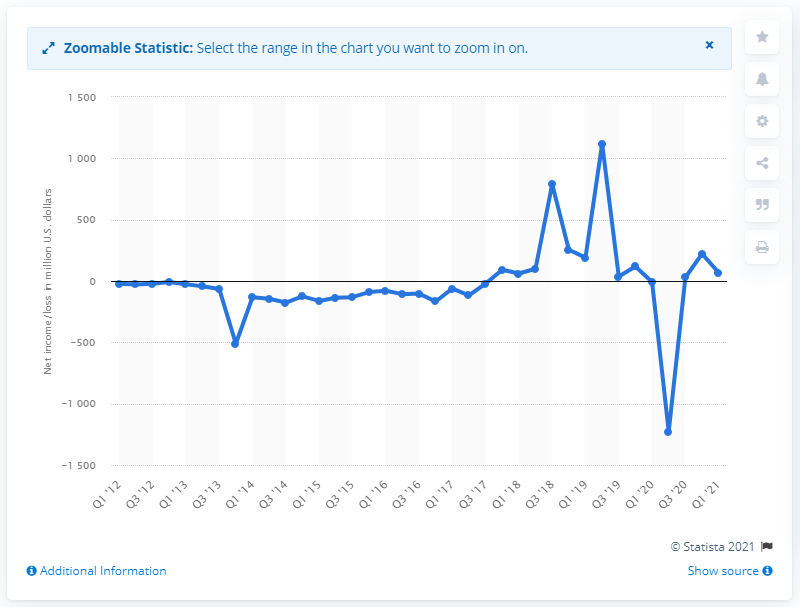 Zoomable Statistic: Select the range in the chart you want to zoom in on.
×
Net income/loss in million U.S. dollars
1 500
1 000
500
0
−500
−1 000
−1 500
Q1 '12
Q3 '12
Q1 '13
Q3 '13
Q1 '14
Q3 '14
Q1 '15
Q3 '15
Q1 '16
Q3 '16
Q1 '17
Q3 '17
Q1 '18
Q3 '18
Q1 '19
Q3 '19
Q1 '20
Q3 '20
Q1 '21
© Statista 2021
Additional Information
Show source